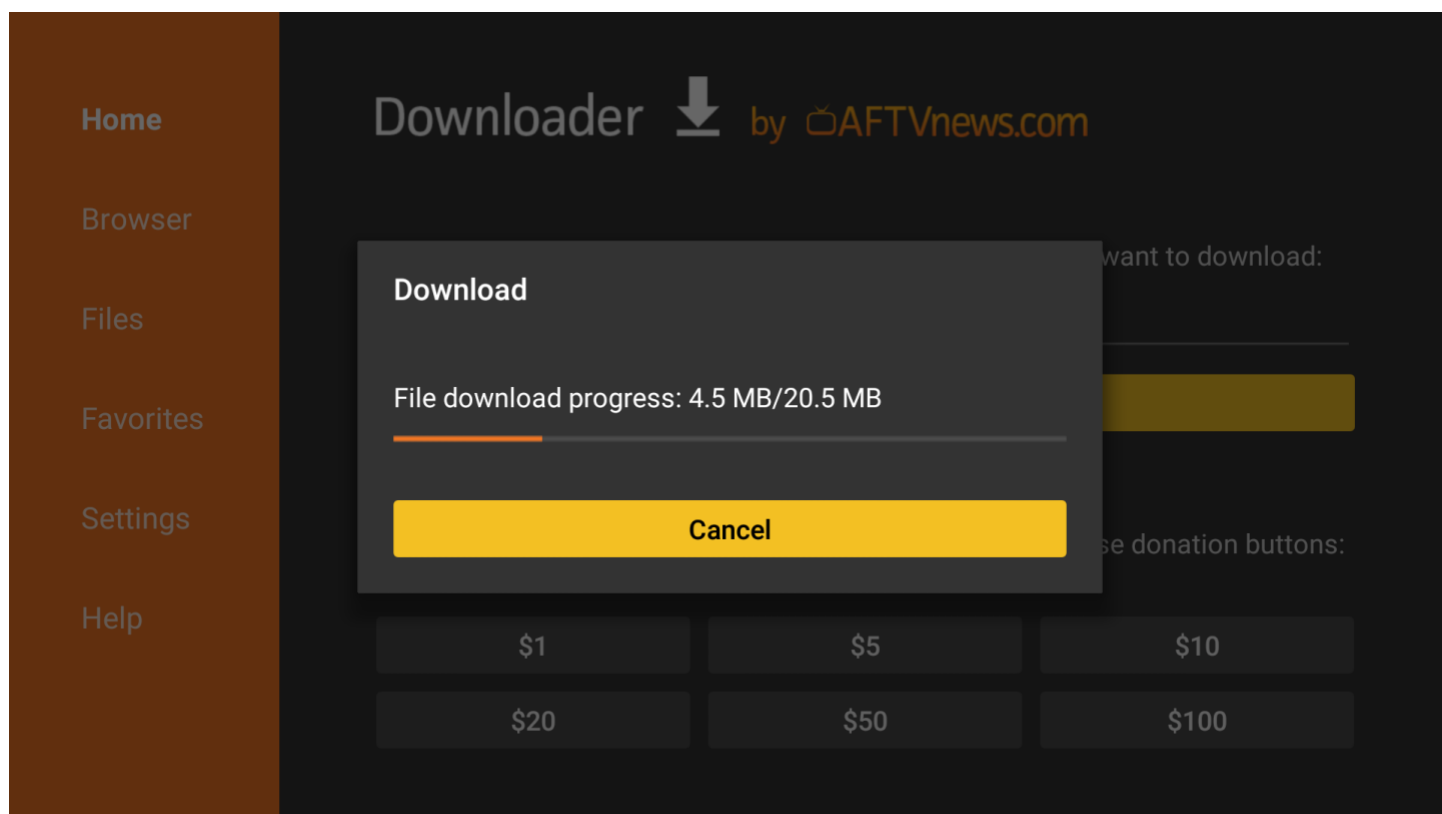 Home
Browser
Files
Favorites
Settings
Help
Downloader by AFTVnews.com
want to download:
Download
File download progress: 4.5 MB/20.5 MB
Cancel
se donation buttons:
$1 $5 $10
$20 $50 $100